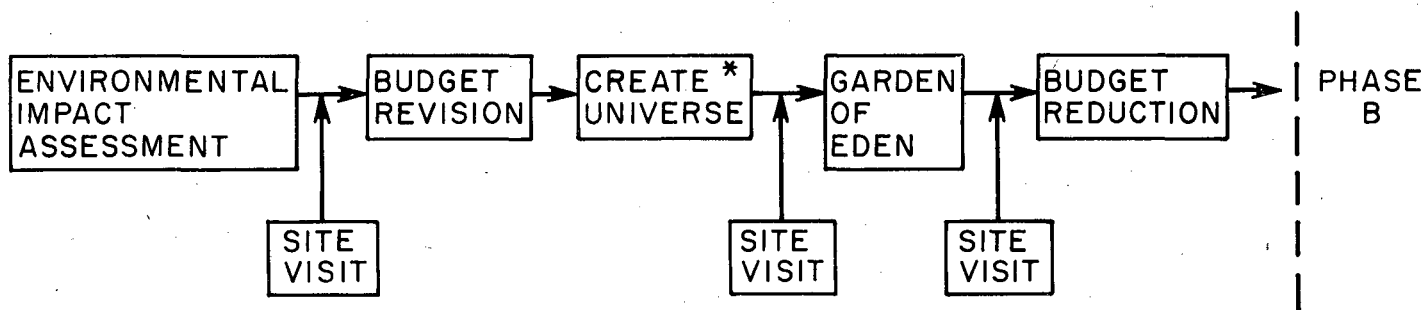 ENVIRONMENTAL
IMPACT
ASSESSMENT
BUDGET
REVISION
CREATE *
UNIVERSE
GARDEN
OF
EDEN
BUDGET
REDUCTION
PHASE
B
SITE
VISIT
SITE
VISIT
SITE
VISIT